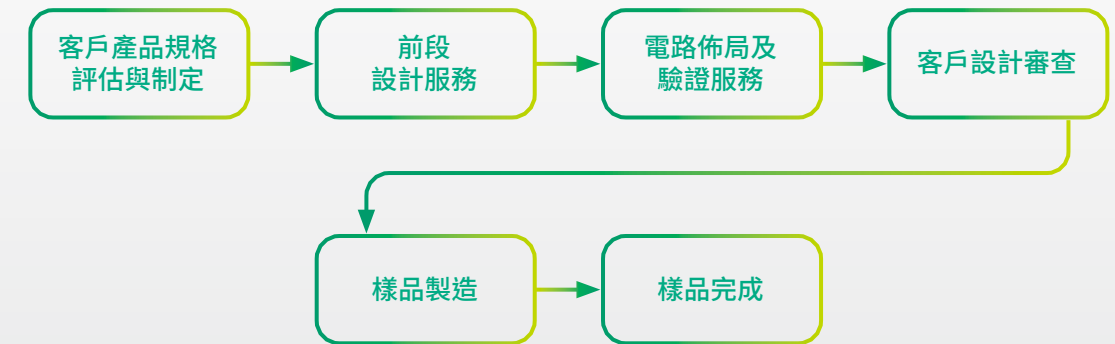 客戶產品規格
評估與制定
前段
設計服務
電路佈局及
驗證服務
客戶設計審查
樣品製造
樣品完成